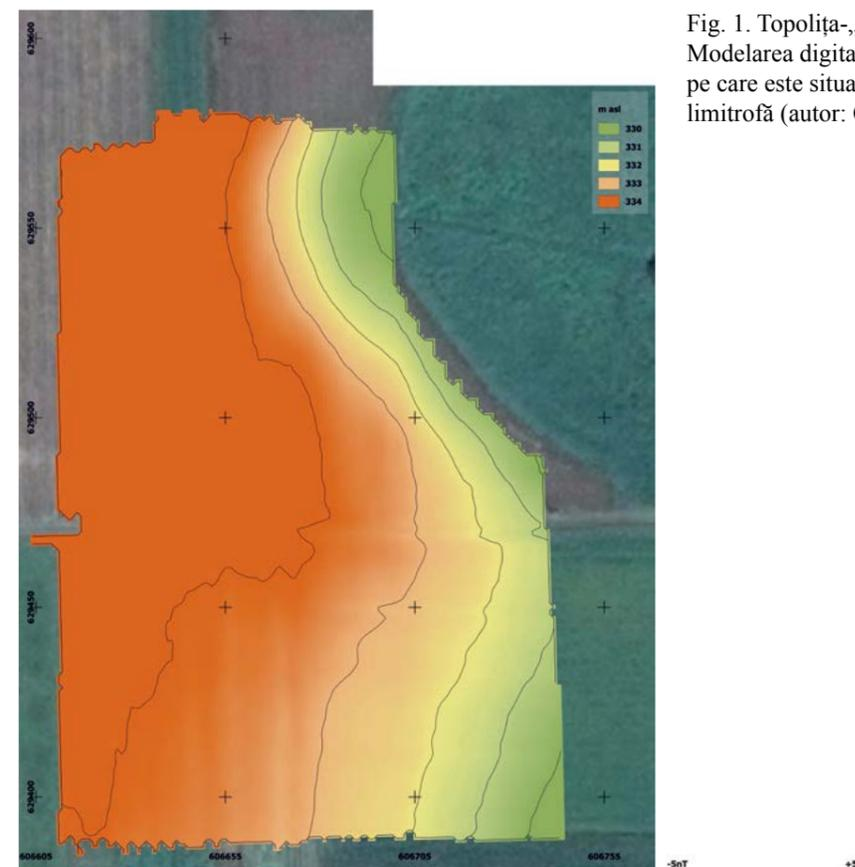 Fig. 1. Topolița-„
Modelarea digita
pe care este situa
limitrofă (autor:
m asl
330
331
332
333
334
629600
629550
629500
629450
629400
606605
606655
606705
606755
-5nT
+5